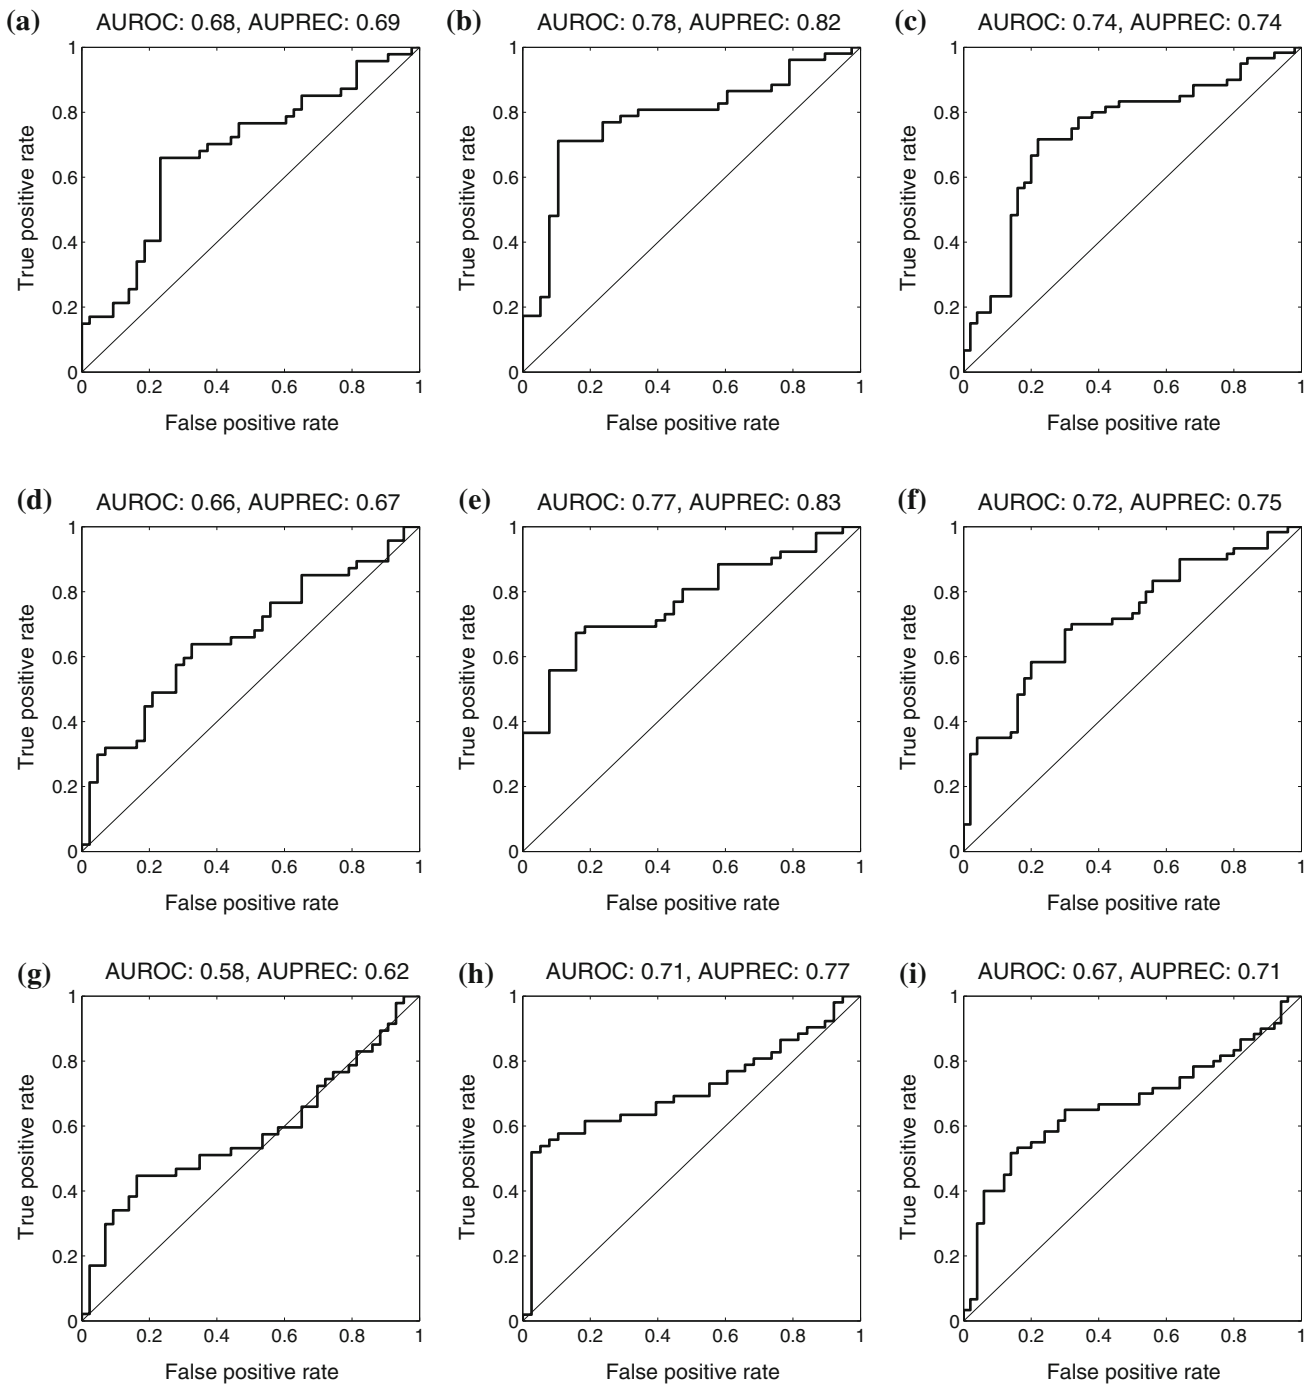 (a) AUROC: 0.68, AUPREC: 0.69
1
0.8
0.6
0.4
0.2
0
True positive rate
0 0.2 0.4 0.6 0.8 1
False positive rate
(b) AUROC: 0.78, AUPREC: 0.82
1
0.8
0.6
0.4
0.2
0
True positive rate
0 0.2 0.4 0.6 0.8 1
False positive rate
(c) AUROC: 0.74, AUPREC: 0.74
1
0.8
0.6
0.4
0.2
0
True positive rate
0 0.2 0.4 0.6 0.8 1
False positive rate
(d) AUROC: 0.66, AUPREC: 0.67
1
0.8
0.6
0.4
0.2
0
True positive rate
0 0.2 0.4 0.6 0.8 1
False positive rate
(e) AUROC: 0.77, AUPREC: 0.83
1
0.8
0.6
0.4
0.2
0
True positive rate
0 0.2 0.4 0.6 0.8 1
False positive rate
(f) AUROC: 0.72, AUPREC: 0.75
1
0.8
0.6
0.4
0.2
0
True positive rate
0 0.2 0.4 0.6 0.8 1
False positive rate
(g) AUROC: 0.58, AUPREC: 0.62
1
0.8
0.6
0.4
0.2
0
True positive rate
0 0.2 0.4 0.6 0.8 1
False positive rate
(h) AUROC: 0.71, AUPREC: 0.77
1
0.8
0.6
0.4
0.2
0
True positive rate
0 0.2 0.4 0.6 0.8 1
False positive rate
(i) AUROC: 0.67, AUPREC: 0.71
1
0.8
0.6
0.4
0.2
0
True positive rate
0 0.2 0.4 0.6 0.8 1
False positive rate